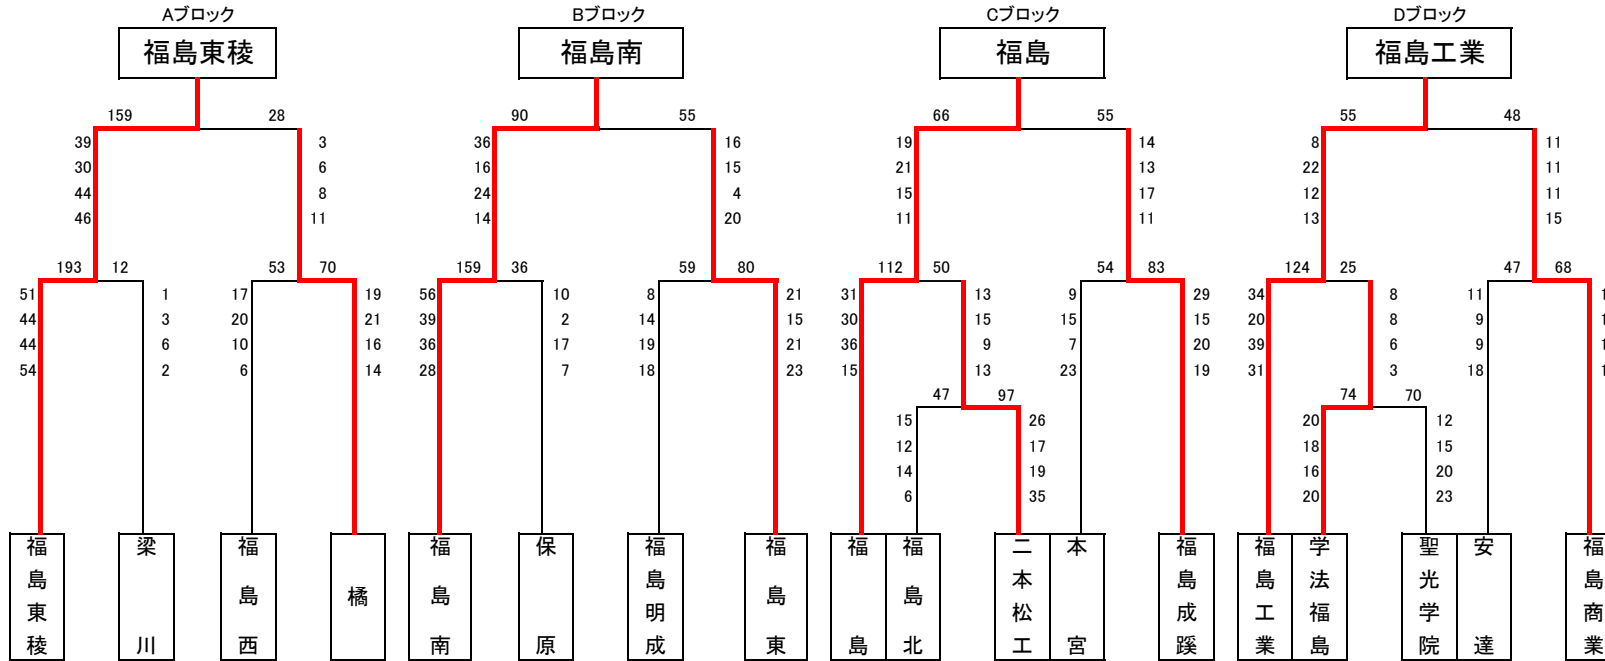 Aブロック Bブロック Cブロック Dブロック
福島東稜 福島南 福島 福島工業
159 28 90 55 66 55 55 48
39 3 36 16 19 14 8 11
30 6 16 15 21 13 22 11
44 8 24 4 15 17 12 11
46 11 14 20 11 11 13 15
193 12 53 70 159 36 59 80 112 50 54 83 124 25 47 68
51 1 17 19 56 10 8 21 31 13 9 29 34 8 11
44 3 20 21 39 2 14 15 30 15 15 15 20 8 9
44 6 10 16 36 17 19 21 36 9 7 20 39 6 9
54 2 6 14 28 7 18 23 15 13 23 19 31 3 18
47 97 74 70
15 26 20 12
12 17 18 15
14 19 16 20
6 35 20 23
福島東稜
梁川
福島西
橘
福島南
保原
福島明成
福島東
福島
福島北
二本松工
本宮
福島成蹊
福島工業
学法福島
聖光学院
安達
福島商業